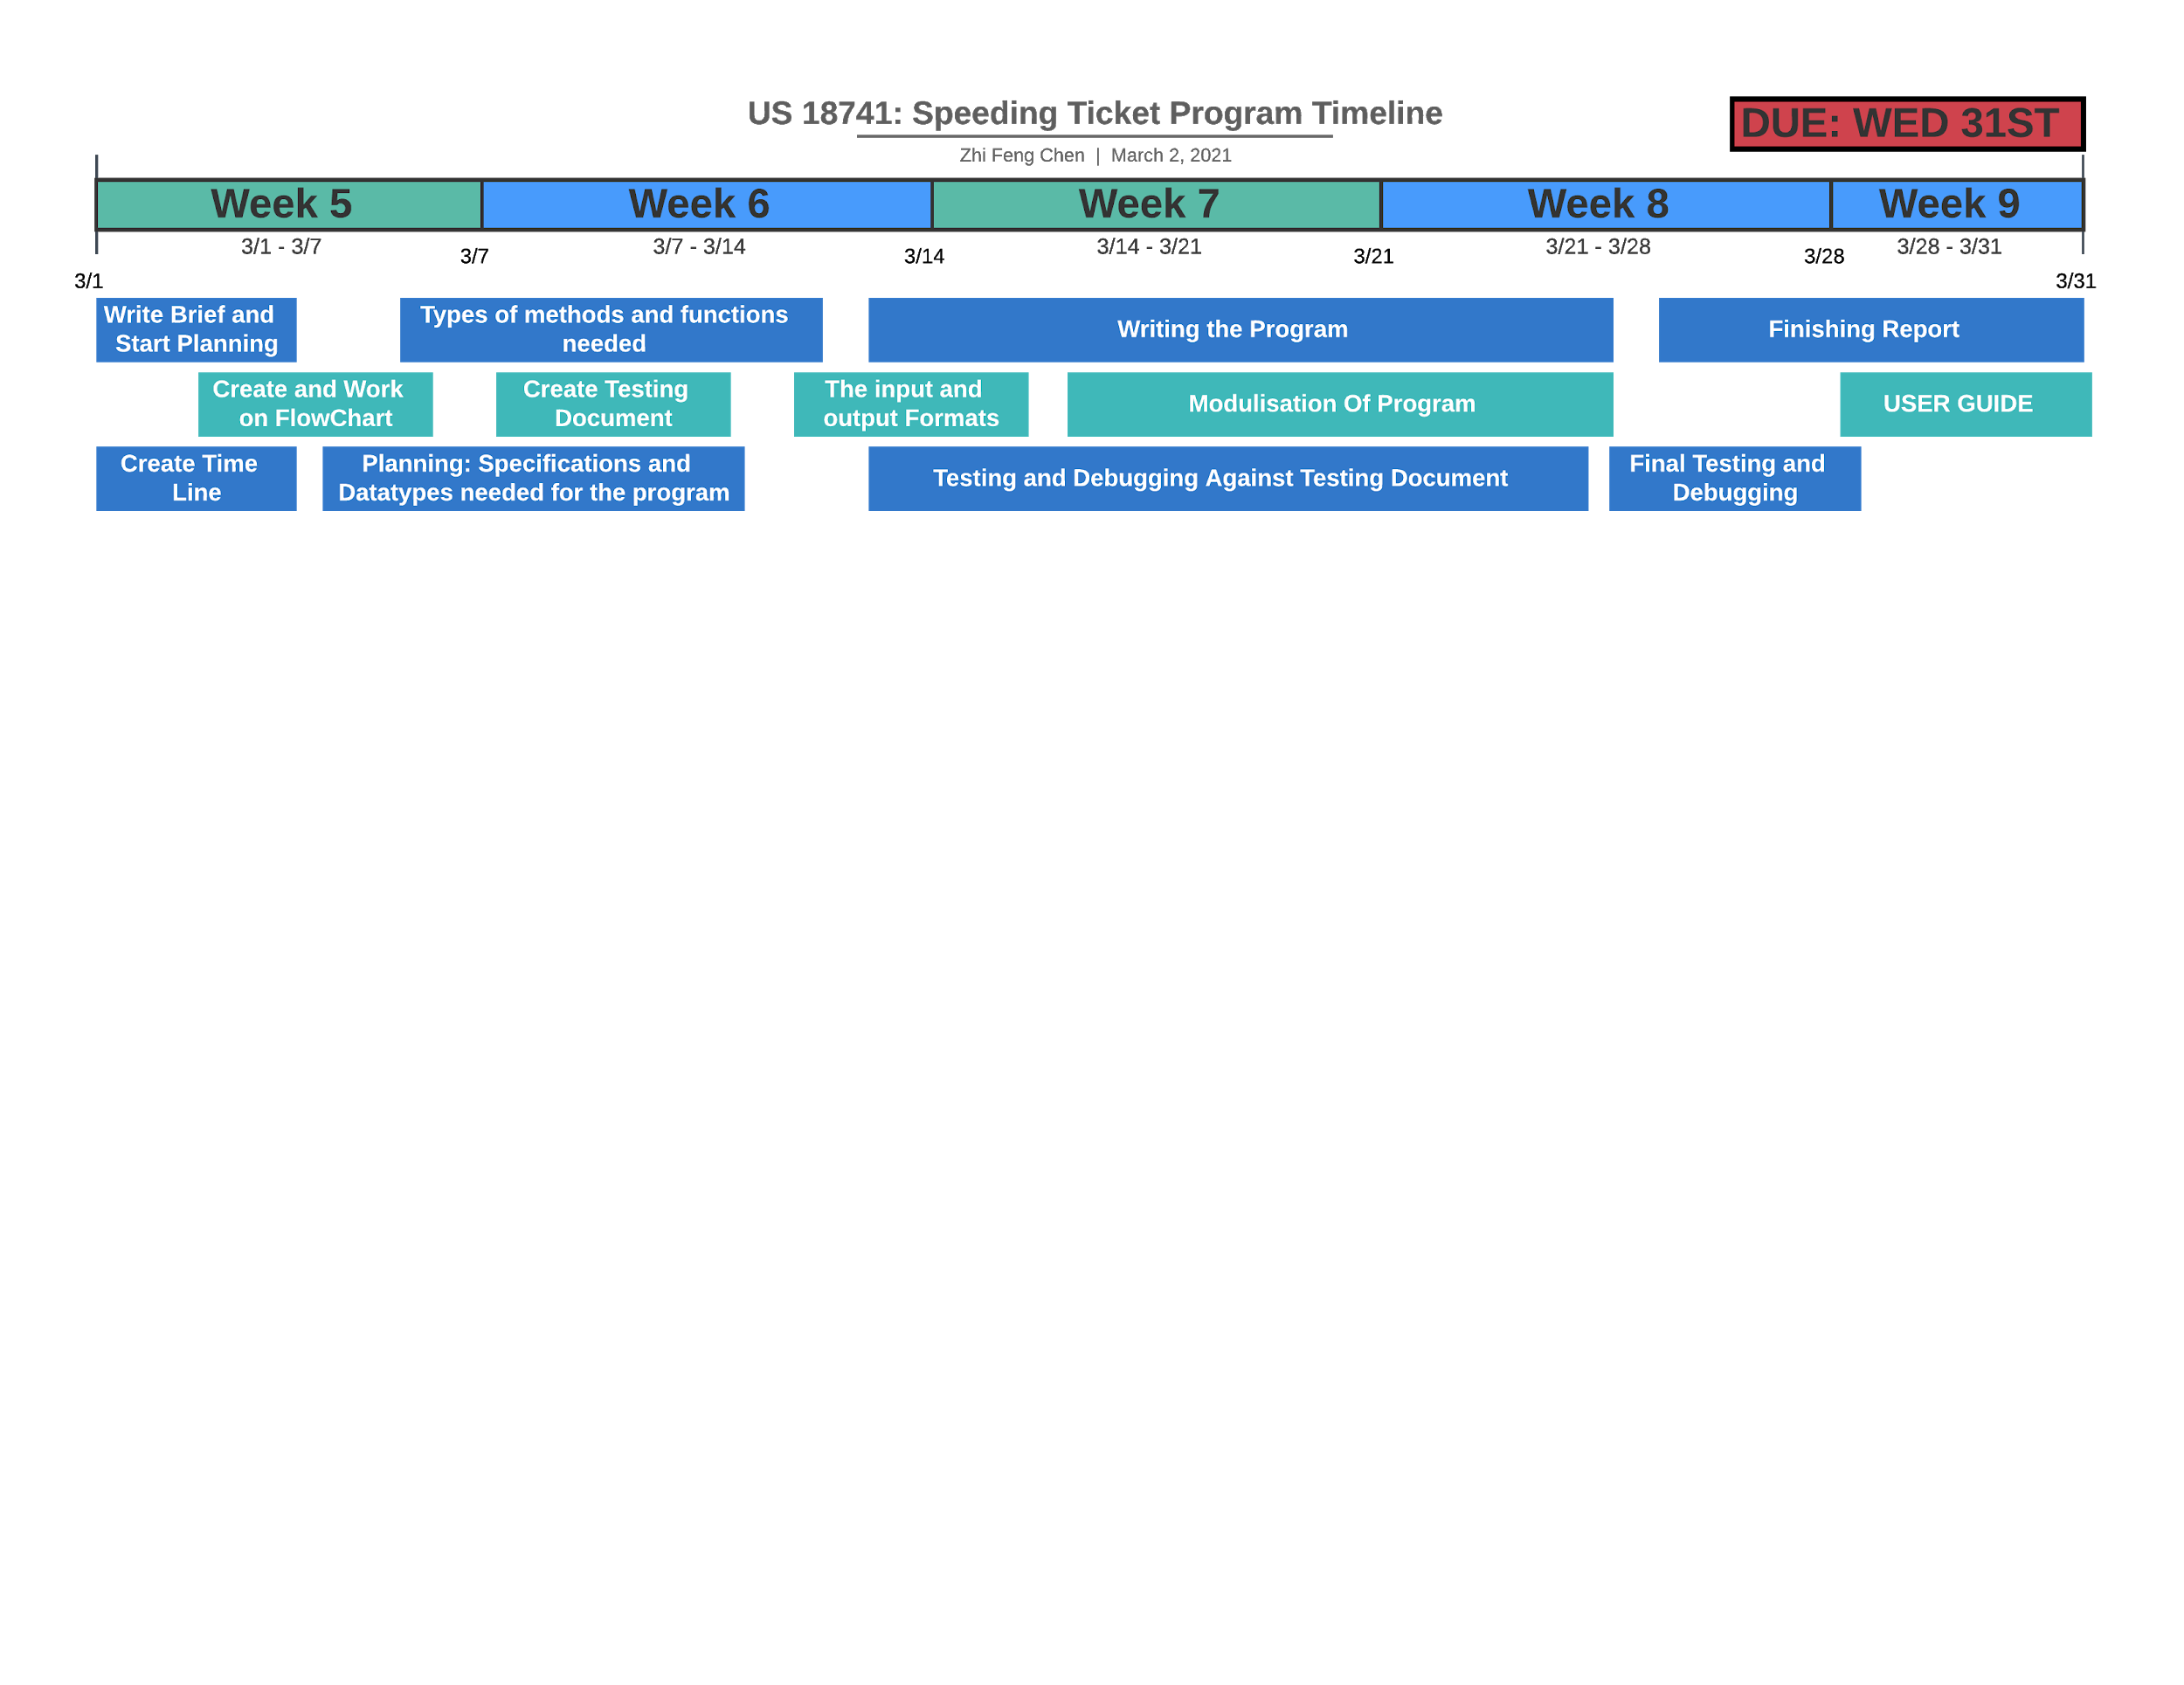 US 18741: Speeding Ticket Program Timeline
DUE: WED 31ST
Zhi Feng Chen | March 2, 2021
Week 5
Week 6
Week 7
Week 8
Week 9
3/1 - 3/7
3/7 - 3/14
3/14 - 3/21
3/21 - 3/28
3/28 - 3/31
3/7
3/14
3/21
3/28
3/1
3/31
Write Brief and
Start Planning
Types of methods and functions
needed
Writing the Program
Finishing Report
Create and Work
on FlowChart
Create Testing
Document
The input and
output Formats
Modulisation Of Program
USER GUIDE
Create Time
Line
Planning: Specifications and
Datatypes needed for the program
Testing and Debugging Against Testing Document
Final Testing and
Debugging